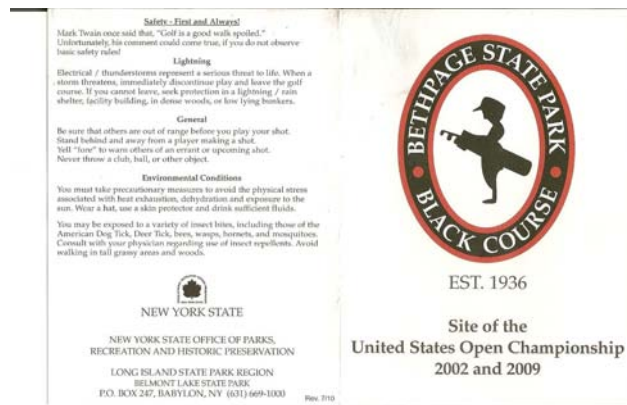 Safety - First and Always!
Mark Twain once said that, "Golf is a good walk spoiled."
Unfortunately, his comment could come true, if you do not observe
basic safety rules!
Lightning
Electrical / thunderstorms represent a serious threat to life. When a
storm threatens, immediately discontinue play and leave the golf
course. If you cannot leave, seek protection in a lightning / rain
shelter, facility building, in dense woods, or low lying bunkers.
General
Be sure that others are out of range before you play your shot.
Stand behind and away from a player making a shot.
Yell "fore" to warn others of an errant or upcoming shot.
Never throw a club, ball, or other object.
Environmental Conditions
You must take precautionary measures to avoid the physical stress
associated with heat exhaustion, dehydration and exposure to the
sun. Wear a hat, use a skin protector and drink sufficient fluids.
You may be exposed to a variety of insect bites, including those of the
American Dog Tick, Deer Tick, bees, wasps, hornets, and mosquitoes.
Consult with your physician regarding use of insect repellents. Avoid
walking in tall grassy areas and woods.
NEW YORK STATE
NEW YORK STATE OFFICE OF PARKS,
RECREATION AND HISTORIC PRESERVATION
LONG ISLAND STATE PARK REGION
BELMONT LAKE STATE PARK
P.O. BOX 247, BABYLON, NY (631) 669-1000
Rev. 7/10
BETHPAGE STATE PARK
BLACK COURSE
EST. 1936
Site of the
United States Open Championship
2002 and 2009